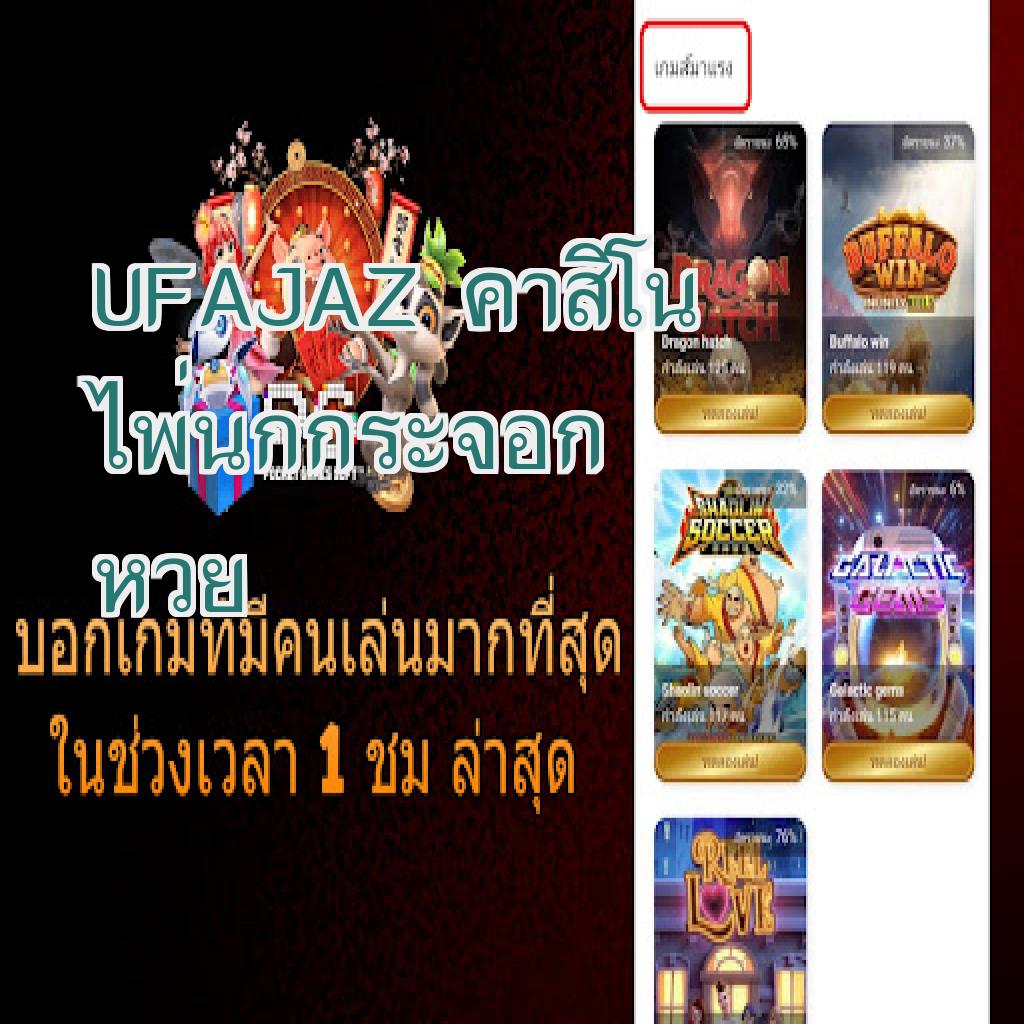 UFAJAZ คาสิโน
ไพ่นกกระจอก
หวย
บอกเกมที่มีคนเล่นมากที่สุด
ในช่วงเวลา 1 ชม ล่าสุด
เกมส์มาแรง
อัตราชนะ 68%
DRAGON HATCH
Dragon hatch
กำลังเล่น 125 คน
ทดลองเล่น!
อัตราชนะ 37%
BUFFALO WIN
Buffalo win
กำลังเล่น 119 คน
ทดลองเล่น!
SHAOLIN SOCCER
Shaolin soccer
กำลังเล่น 117 คน
ทดลองเล่น!
อัตราชนะ 6%
GALACTIC GEMS
Galactic gems
กำลังเล่น 115 คน
ทดลองเล่น!
อัตราชนะ 76%
REEL LOVE